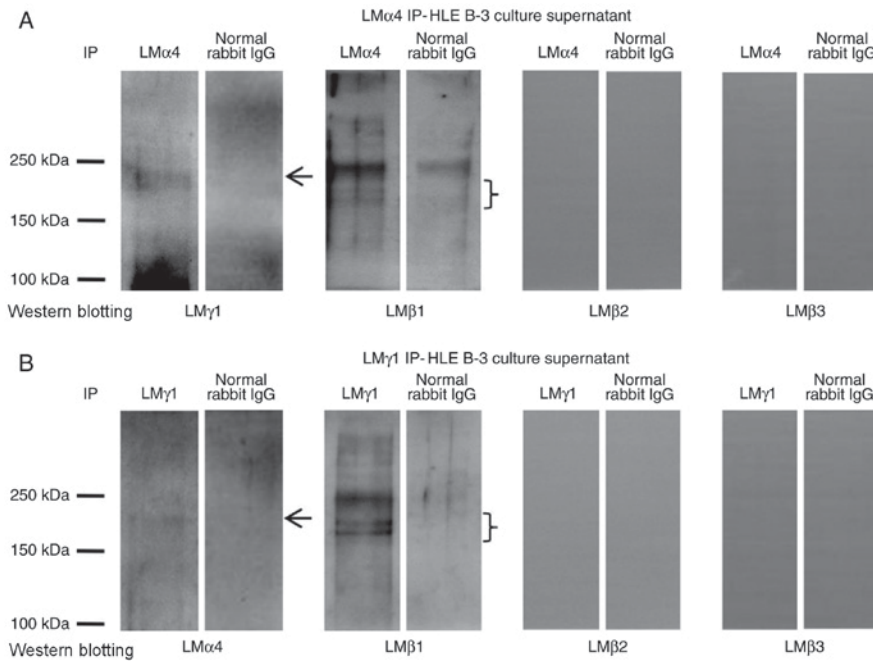 A
LMα4 IP-HLE B-3 culture supernatant
IP
LMα4
Normal rabbit IgG
LMα4
Normal rabbit IgG
LMα4
Normal rabbit IgG
LMα4
Normal rabbit IgG
250 kDa
150 kDa
100 kDa
Western blotting
LMγ1
LMβ1
LMβ2
LMβ3
B
LMγ1 IP-HLE B-3 culture supernatant
IP
LMγ1
Normal rabbit IgG
LMγ1
Normal rabbit IgG
LMγ1
Normal rabbit IgG
LMγ1
Normal rabbit IgG
250 kDa
150 kDa
100 kDa
Western blotting
LMα4
LMβ1
LMβ2
LMβ3